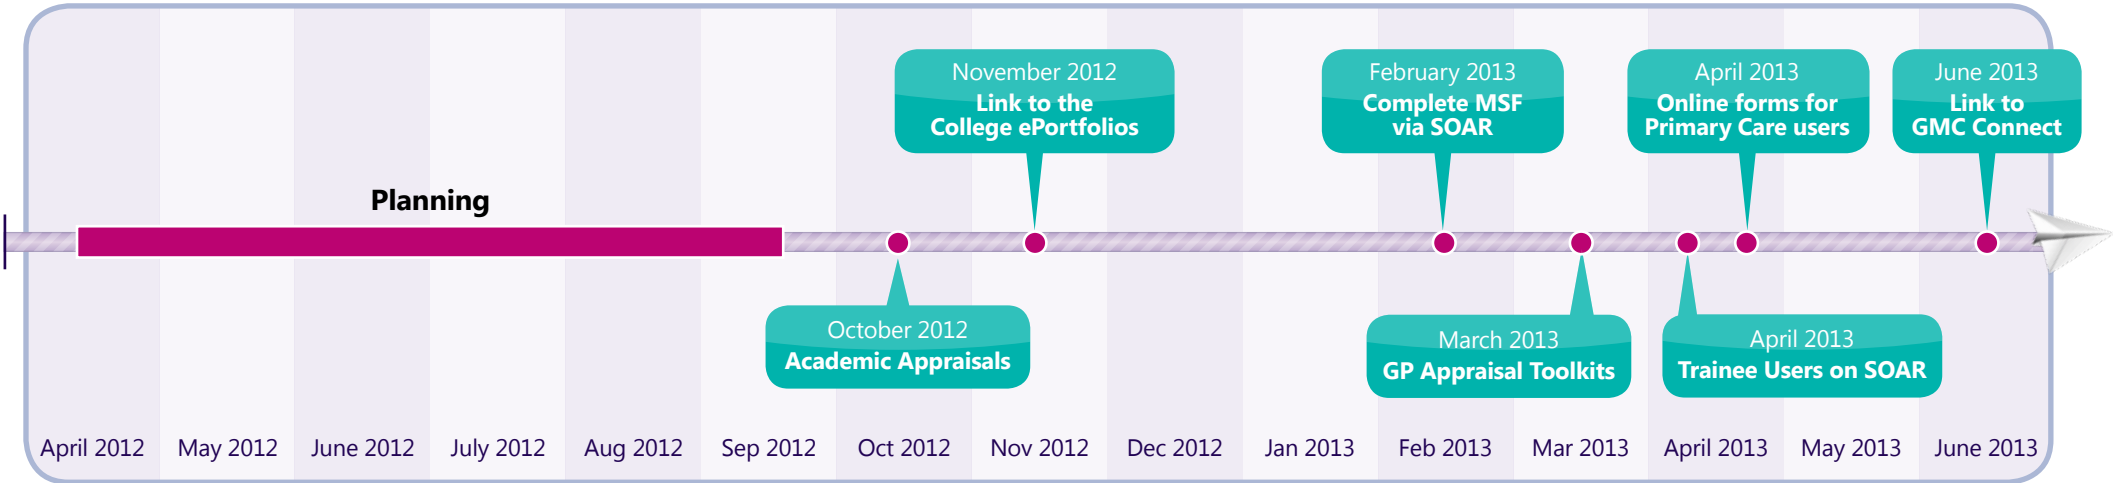 November 2012
Link to the
College ePortfolios
February 2013
Complete MSF
via SOAR
April 2013
Online forms for
Primary Care users
June 2013
Link to
GMC Connect
Planning
October 2012
Academic Appraisals
March 2013
GP Appraisal Toolkits
April 2013
Trainee Users on SOAR
April 2012
May 2012
June 2012
July 2012
Aug 2012
Sep 2012
Oct 2012
Nov 2012
Dec 2012
Jan 2013
Feb 2013
Mar 2013
April 2013
May 2013
June 2013